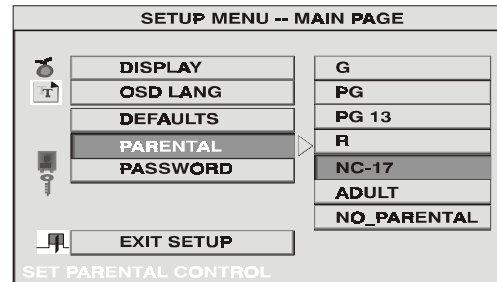 SETUP MENU -- MAIN PAGE
DISPLAY
OSD LANG
DEFAULTS
PARENTAL
PASSWORD
EXIT SETUP
G
PG
PG 13
R
NC-17
ADULT
NO_PARENTAL
T
SET PARENTAL CONTROL